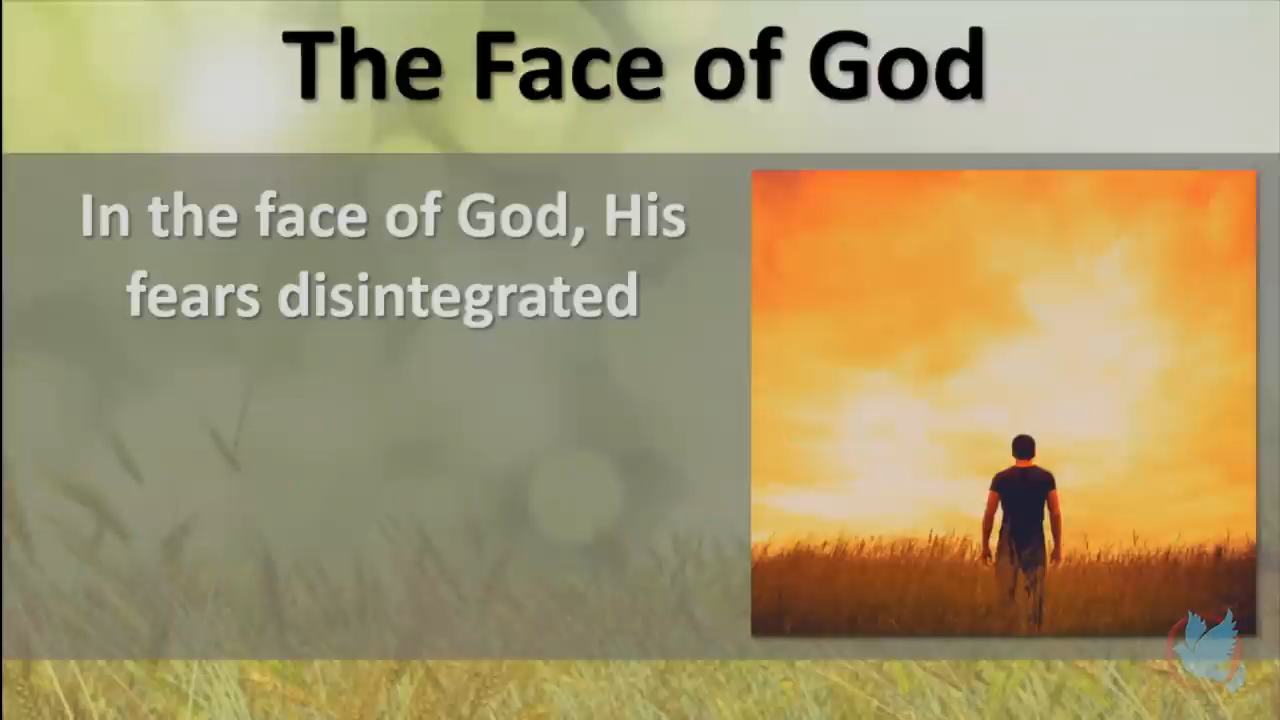 The Face of God
In the face of God, His
fears disintegrated